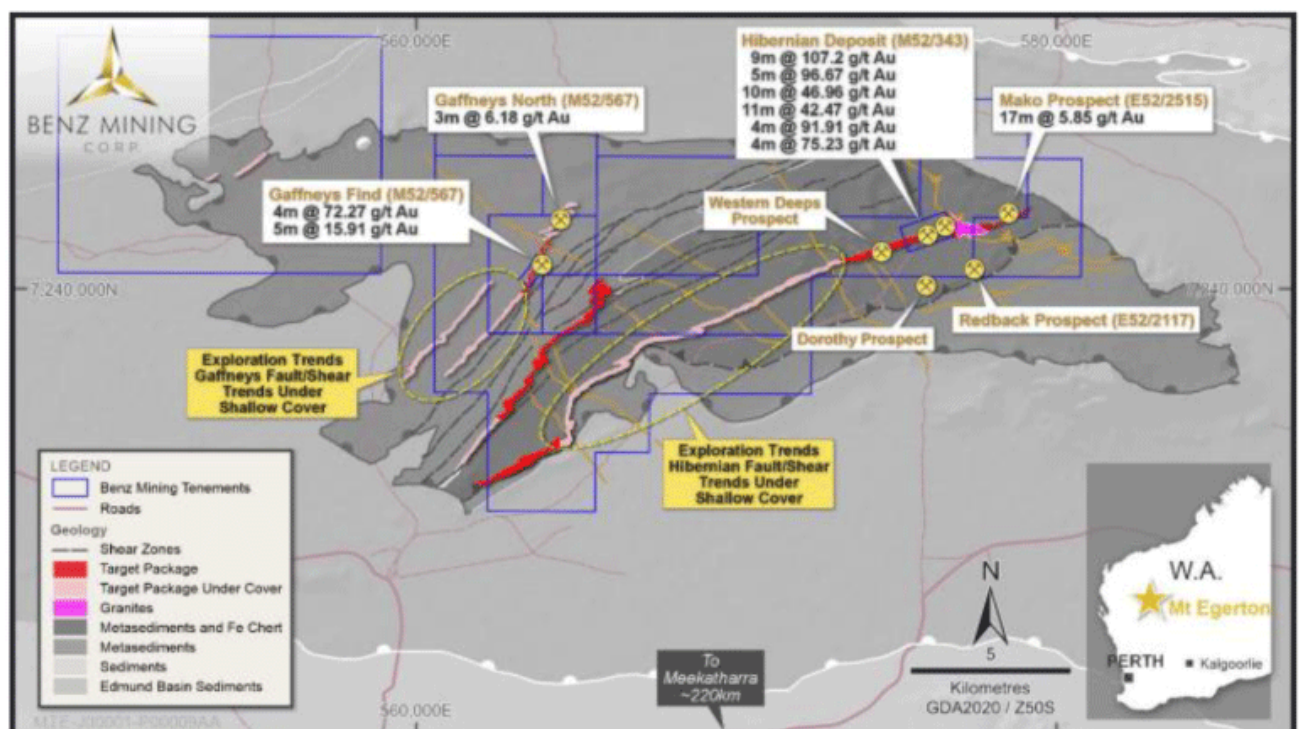 560,000E
580,000E
BENZ MINING
CORP.
Gaffneys North (M52/567)
3m @ 6.18 g/t Au
Hibernian Deposit (M52/343)
9m @ 107.2 g/t Au
5m @ 96.67 g/t Au
10m @ 46.96 g/t Au
11m @ 42.47 g/t Au
4m @ 91.91 g/t Au
4m @ 75.23 g/t Au
Mako Prospect (E52/2515)
17m @ 5.85 g/t Au
Gaffneys Find (M52/567)
4m @ 72.27 g/t Au
5m @ 15.91 g/t Au
Western Deeps
Prospect
7,240,000N
7,240,000N
Dorothy Prospect
Redback Prospect (E52/2117)
Exploration Trends
Gaffneys Fault/Shear
Trends Under
Shallow Cover
Exploration Trends
Hibernian Fault/Shear
Trends Under
Shallow Cover
LEGEND
Benz Mining Tenements
Roads
Geology
Shear Zones
Target Package
Target Package Under Cover
Granites
Metasediments and Fe Chert
Metasediments
Sediments
Edmund Basin Sediments
MTE-J00001-P00009AA
560,000E
To
Meekatharra
~220km
N
5
Kilometres
GDA2020 / Z50S
W.A.
Mt Egerton
PERTH
Kalgoorlie